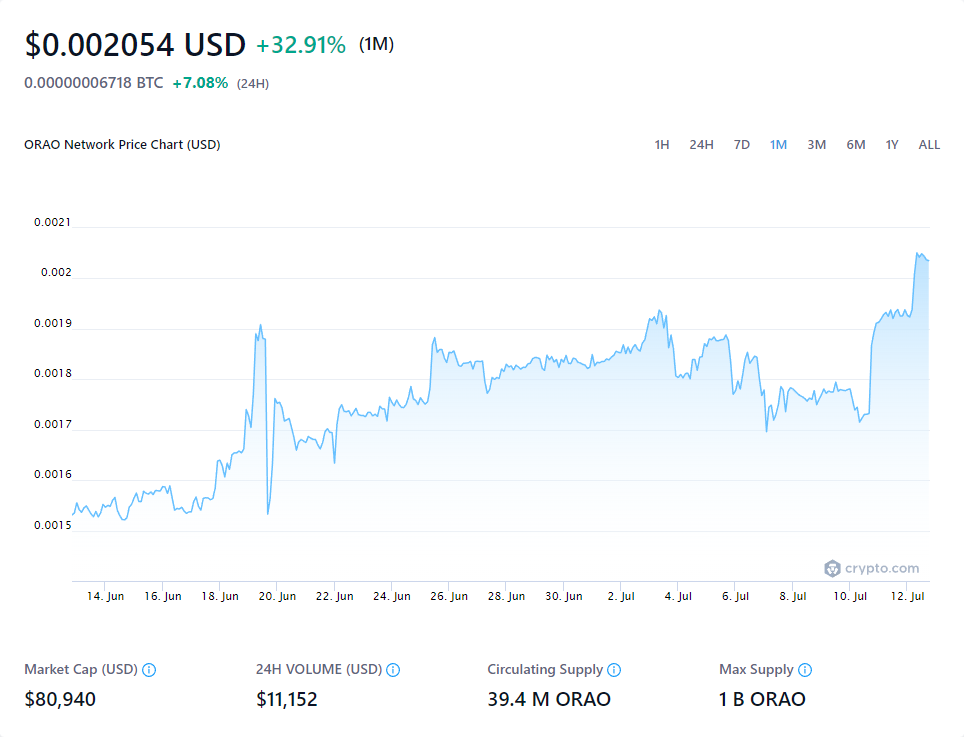 $0.002054 USD +32.91% (1M)
0.00000006718 BTC +7.08% (24H)
ORAO Network Price Chart (USD) 1H 24H 7D 1M 3M 6M 1Y ALL
0.0021
0.002
0.0019
0.0018
0.0017
0.0016
0.0015
crypto.com
14. Jun 16. Jun 18. Jun 20. Jun 22. Jun 24. Jun 26. Jun 28. Jun 30. Jun 2. Jul 4. Jul 6. Jul 8. Jul 10. Jul 12. Jul
Market Cap (USD) 24H VOLUME (USD) Circulating Supply Max Supply
$80,940 $11,152 39.4 M ORAO 1 B ORAO